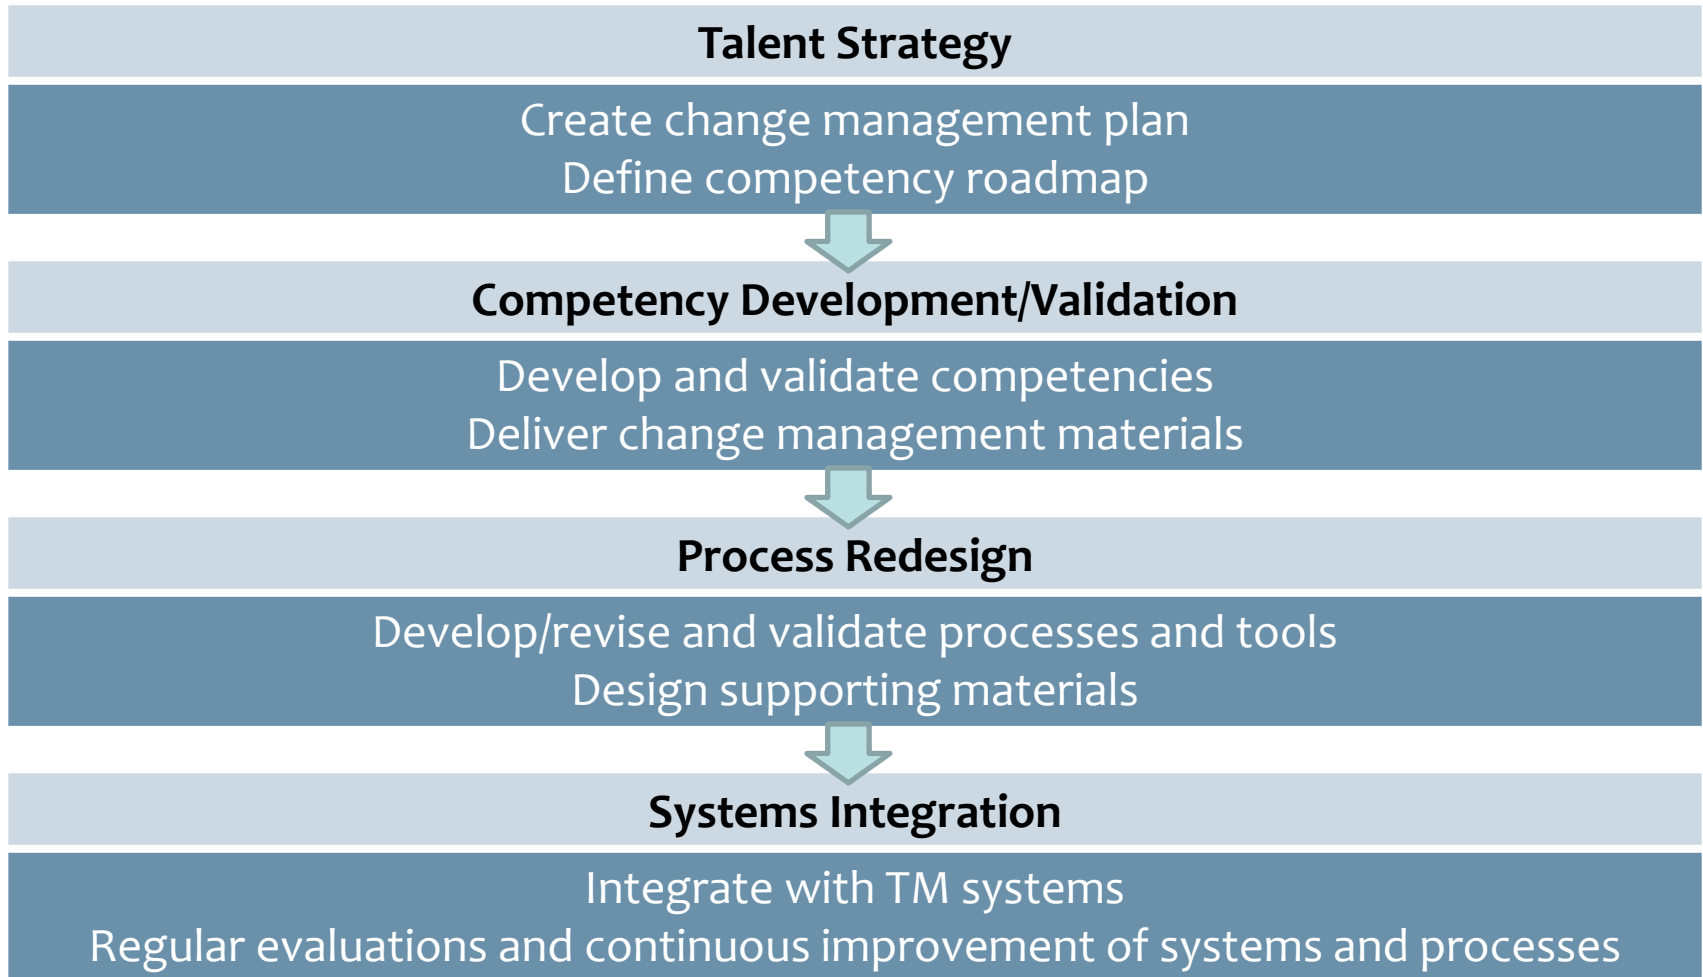 Talent Strategy
Create change management plan
Define competency roadmap
Competency Development/Validation
Develop and validate competencies
Deliver change management materials
Process Redesign
Develop/revise and validate processes and tools
Design supporting materials
Systems Integration
Integrate with TM systems
Regular evaluations and continuous improvement of systems and processes